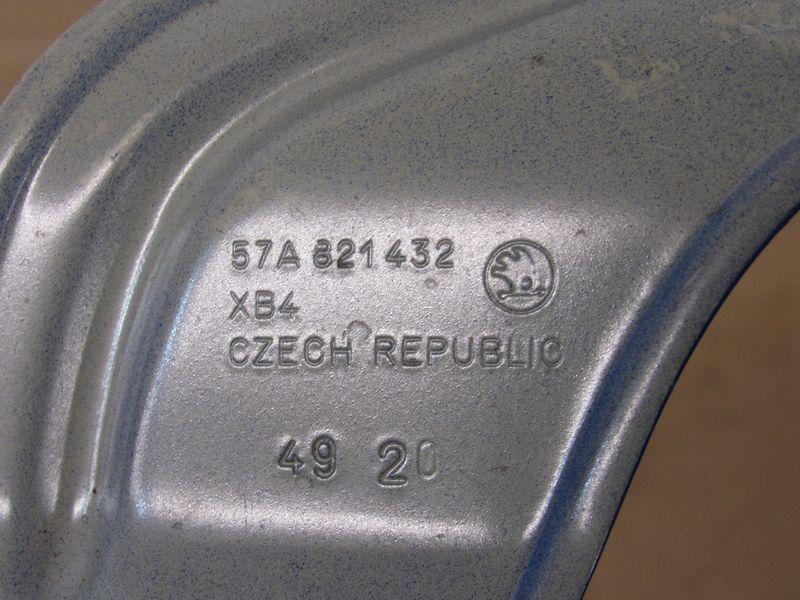 57A 821 432
XB4
CZECH REPUBLIC
49 20